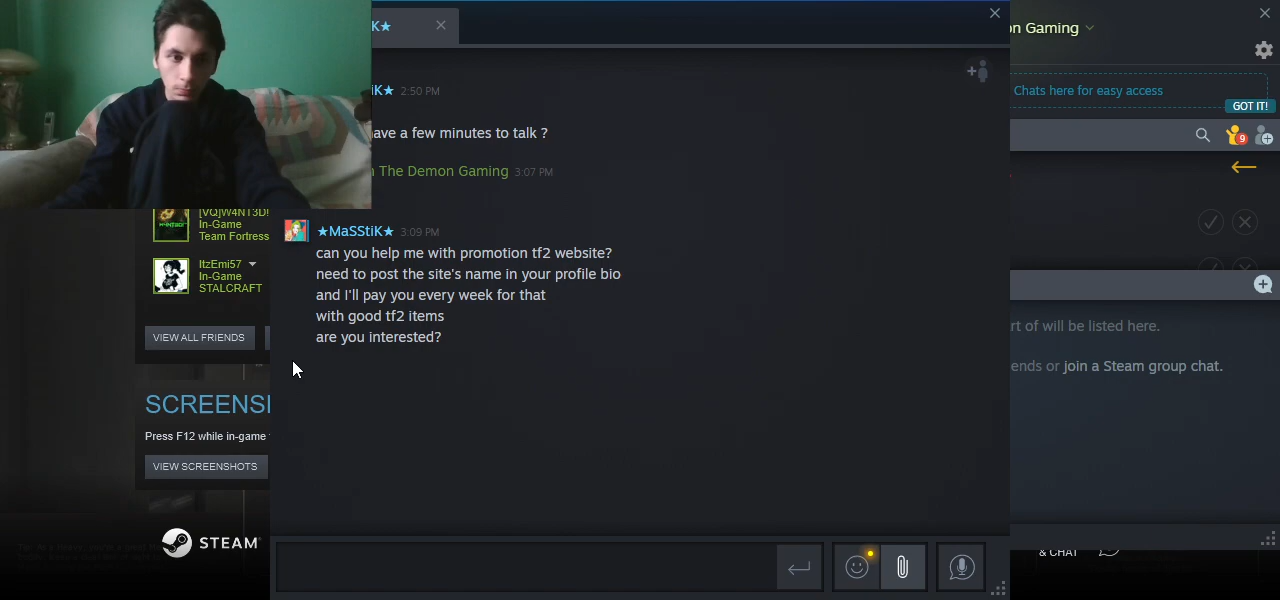 K★
on Gaming
iK★ 2:50 PM
ave a few minutes to talk ?
The Demon Gaming 3:07 PM
★MaSStiK★ 3:09 PM
can you help me with promotion tf2 website?
need to post the site's name in your profile bio
and I'll pay you every week for that
with good tf2 items
are you interested?
[VQ]W4NT3D!
In-Game
Team Fortress
ItzEmi57
In-Game
STALCRAFT
VIEW ALL FRIENDS
SCREENS
Press F12 while in-game
VIEW SCREENSHOTS
STEAM
Chats here for easy access
GOT IT!
9
rt of will be listed here.
ends or join a Steam group chat.
& CHAT